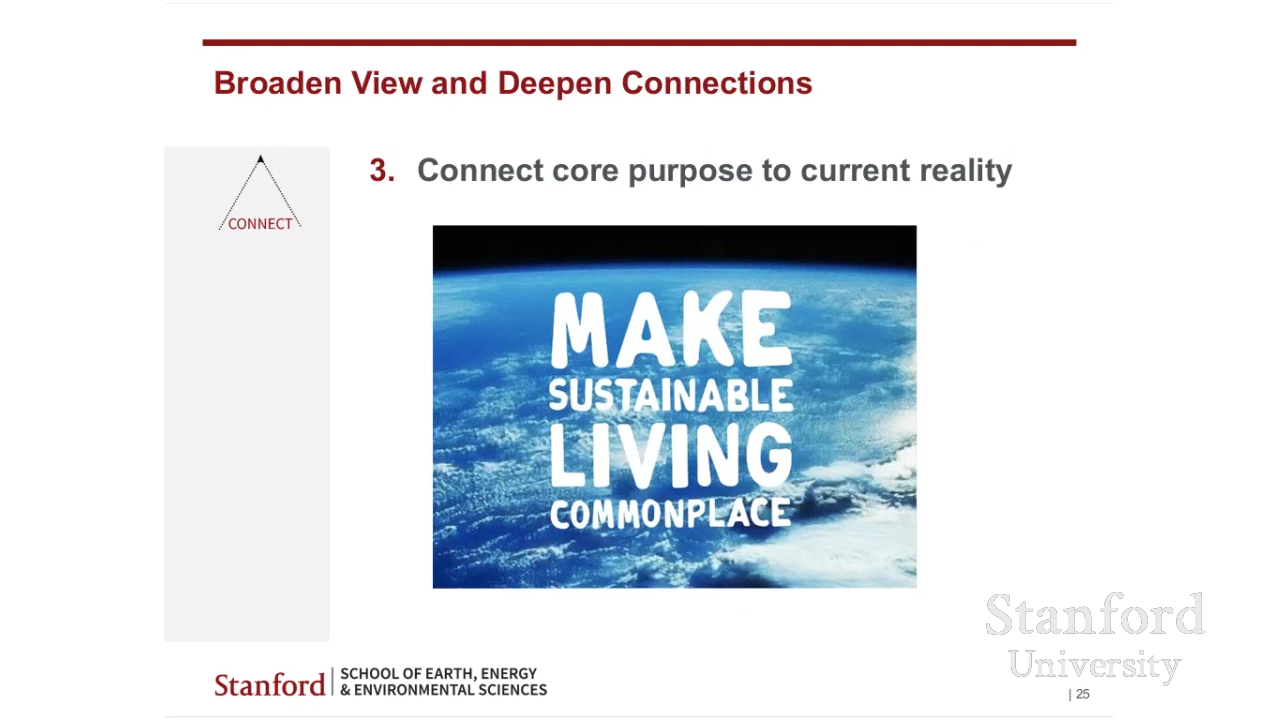 Broaden View and Deepen Connections
CONNECT
3. Connect core purpose to current reality
MAKE
SUSTAINABLE
LIVING
COMMONPLACE
Stanford
University
Stanford
SCHOOL OF EARTH, ENERGY
& ENVIRONMENTAL SCIENCES
| 25